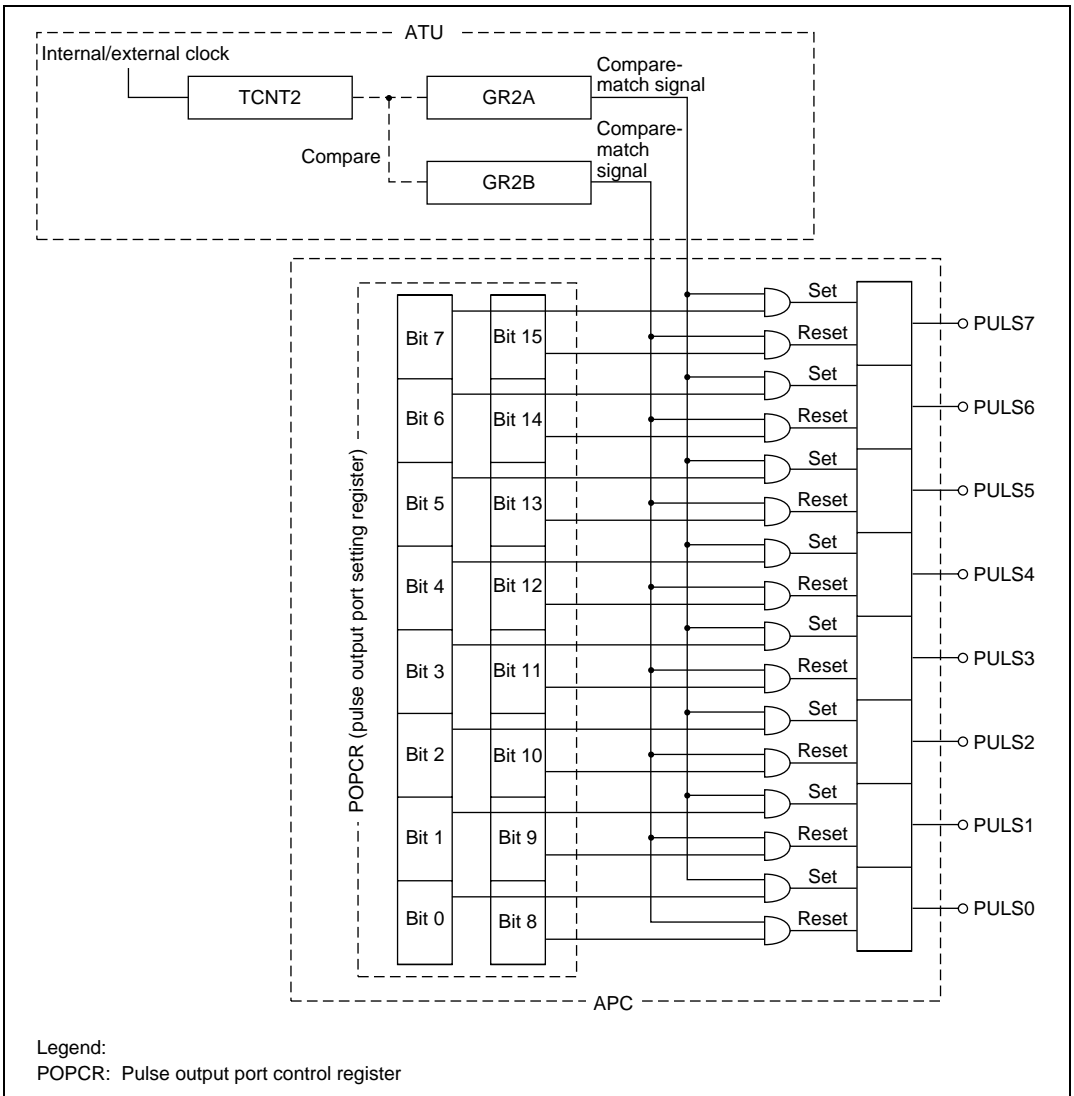 ATU
Internal/external clock
Compare-
match signal
TCNT2
GR2A
Compare-
match
signal
Compare
GR2B
POPCR (pulse output port setting register)
Bit 7
Bit 15
Set
Reset
PULS7
Bit 6
Bit 14
Set
Reset
PULS6
Bit 5
Bit 13
Set
Reset
PULS5
Bit 4
Bit 12
Set
Reset
PULS4
Bit 3
Bit 11
Set
Reset
PULS3
Bit 2
Bit 10
Set
Reset
PULS2
Bit 1
Bit 9
Set
Reset
PULS1
Bit 0
Bit 8
Set
Reset
PULS0
APC
Legend:
POPCR: Pulse output port control register